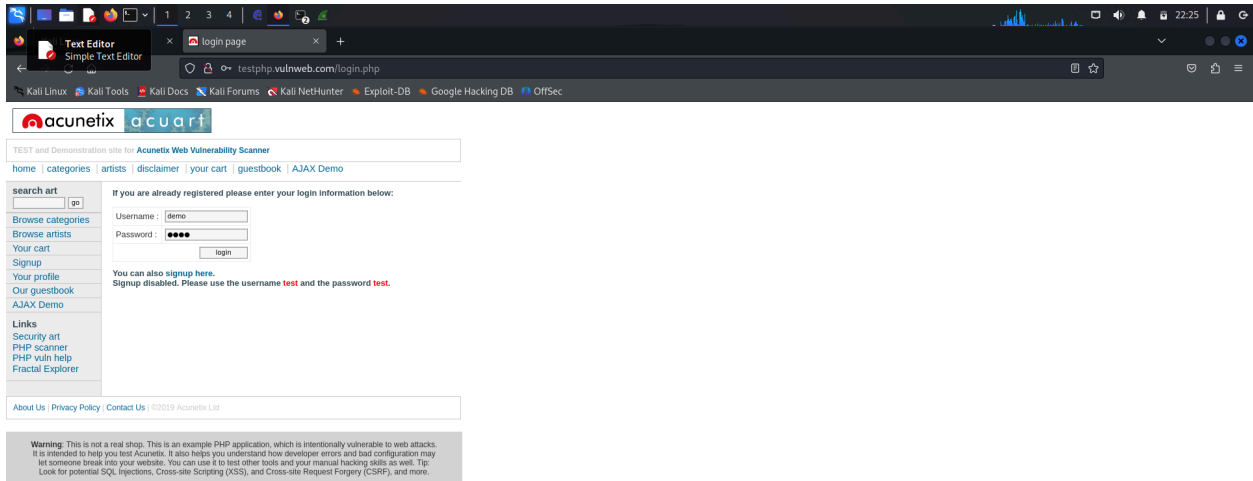 1 2 3 4
22:25
Text Editor
Simple Text Editor
login page
testphp.vulnweb.com/login.php
Kali Linux Kali Tools Kali Docs Kali Forums Kali NetHunter Exploit-DB Google Hacking DB OffSec
acunetix acuart
TEST and Demonstration site for Acunetix Web Vulnerability Scanner
home | categories | artists | disclaimer | your cart | guestbook | AJAX Demo
search art
go
Browse categories
Browse artists
Your cart
Signup
Your profile
Our guestbook
AJAX Demo
Links
Security art
PHP scanner
PHP vuln help
Fractal Explorer
If you are already registered please enter your login information below:
Username : demo
Password : ●●●●
login
You can also signup here.
Signup disabled. Please use the username test and the password test.
About Us | Privacy Policy | Contact Us | ©2019 Acunetix Ltd
Warning: This is not a real shop. This is an example PHP application, which is intentionally vulnerable to web attacks.
It is intended to help you test Acunetix. It also helps you understand how developer errors and bad configuration may
let someone break into your website. You can use it to test other tools and your manual hacking skills as well. Tip:
Look for potential SQL Injections, Cross-site Scripting (XSS), and Cross-site Request Forgery (CSRF), and more.